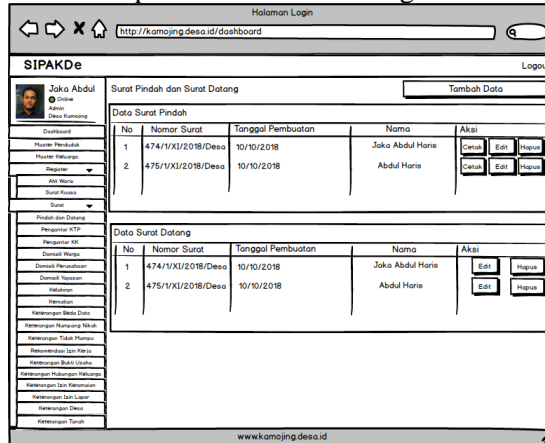 Halaman Login
http://kamojing.desa.id/dashboard
SIPAKDe
Logou
Jaka Abdul
Online
Admin
Desa Kamojing
Surat Pindah dan Surat Datang
Tambah Data
Dashboard
Master Penduduk
Master Keluarga
Register
Ahli Waris
Surat Kuasa
Surat
Pindah dan Datang
Pengantar KTP
Pengantar KK
Domisili Warga
Domisili Perusahaan
Domisili Yayasan
Kelahiran
Kematian
Keterangan Beda Data
Keterangan Numpang Nikah
Keterangan Tidak Mampu
Rekomendasi Izin Kerja
Keterangan Bukti Usaha
Keterangan Hubungan Keluarga
Keterangan Izin Keramaian
Keterangan Izin Lapor
Keterangan Desa
Keterangan Tanah
Data Surat Pindah
No Nomor Surat Tanggal Pembuatan Nama Aksi
1 474/1/XI/2018/Desa 10/10/2018 Jaka Abdul Haris Cetak Edit Hapus
2 475/1/XI/2018/Desa 10/10/2018 Abdul Haris Cetak Edit Hapus
Data Surat Datang
No Nomor Surat Tanggal Pembuatan Nama Aksi
1 474/1/XI/2018/Desa 10/10/2018 Jaka Abdul Haris Edit Hapus
2 475/1/XI/2018/Desa 10/10/2018 Abdul Haris Edit Hapus
www.kamojing.desa.id